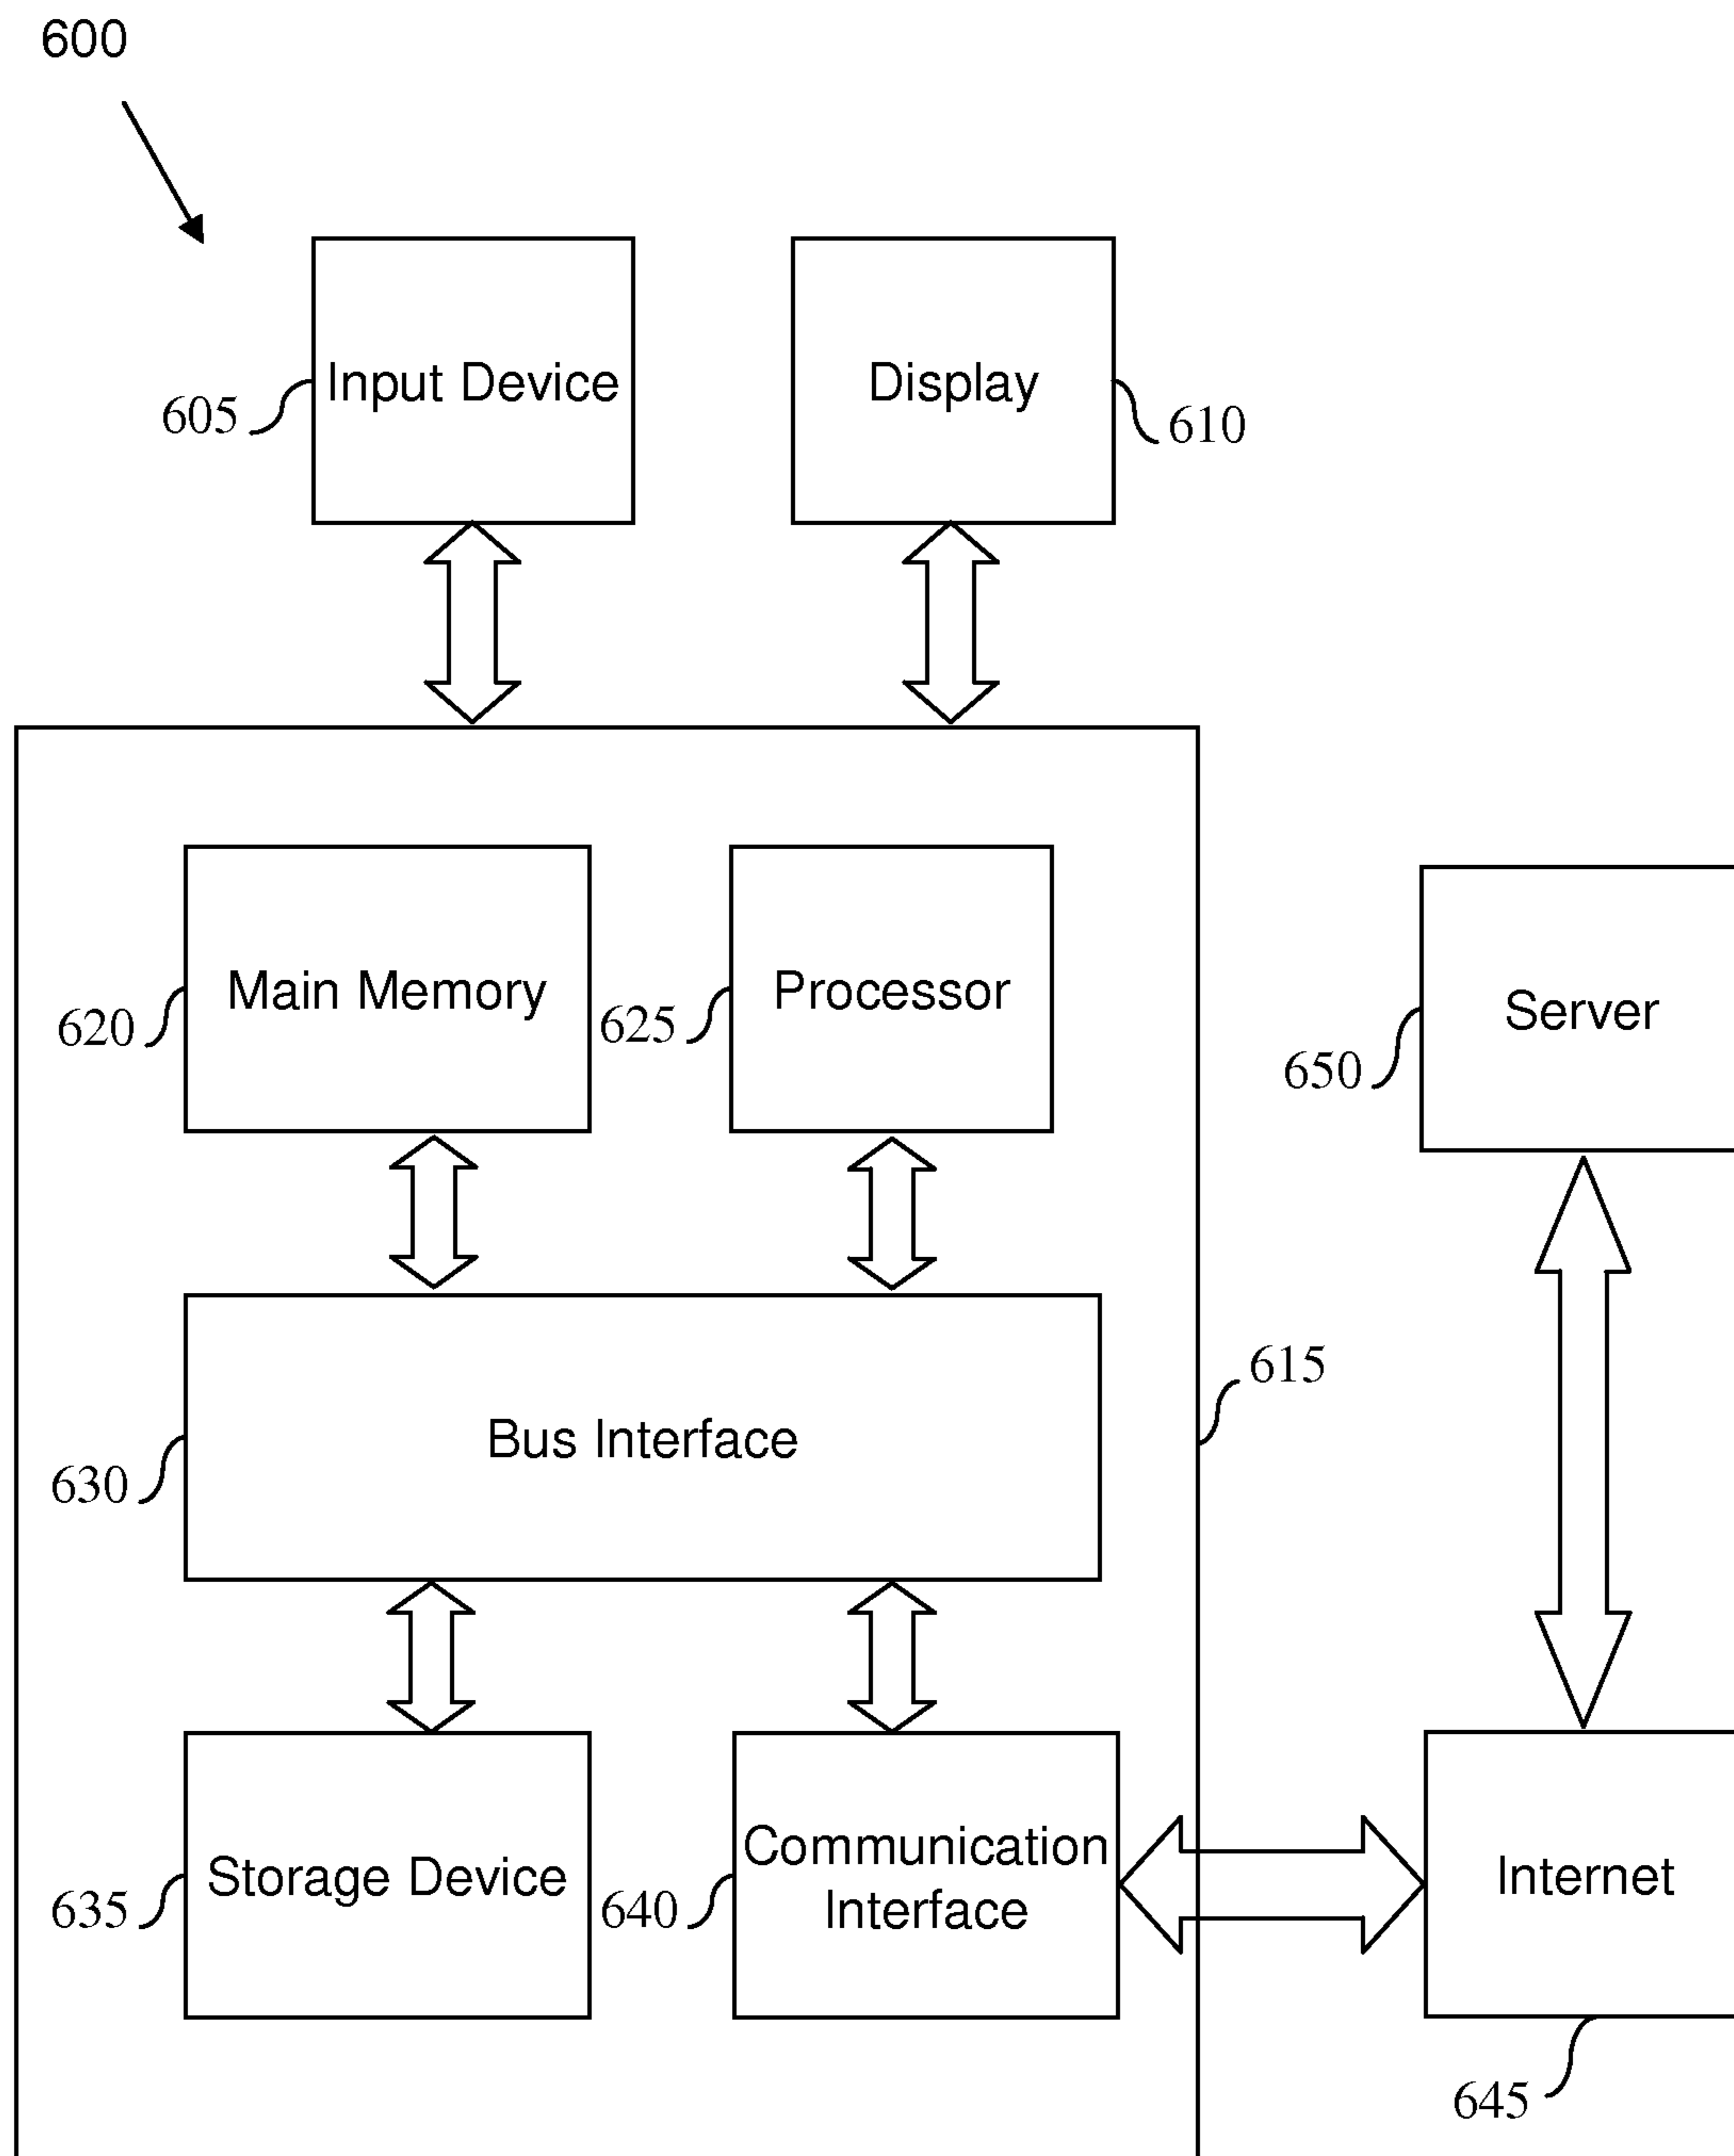 600
Input Device
605
Display
610
Main Memory
620
Processor
625
Server
650
Bus Interface
630
615
Storage Device
635
Communication
Interface
640
Internet
645